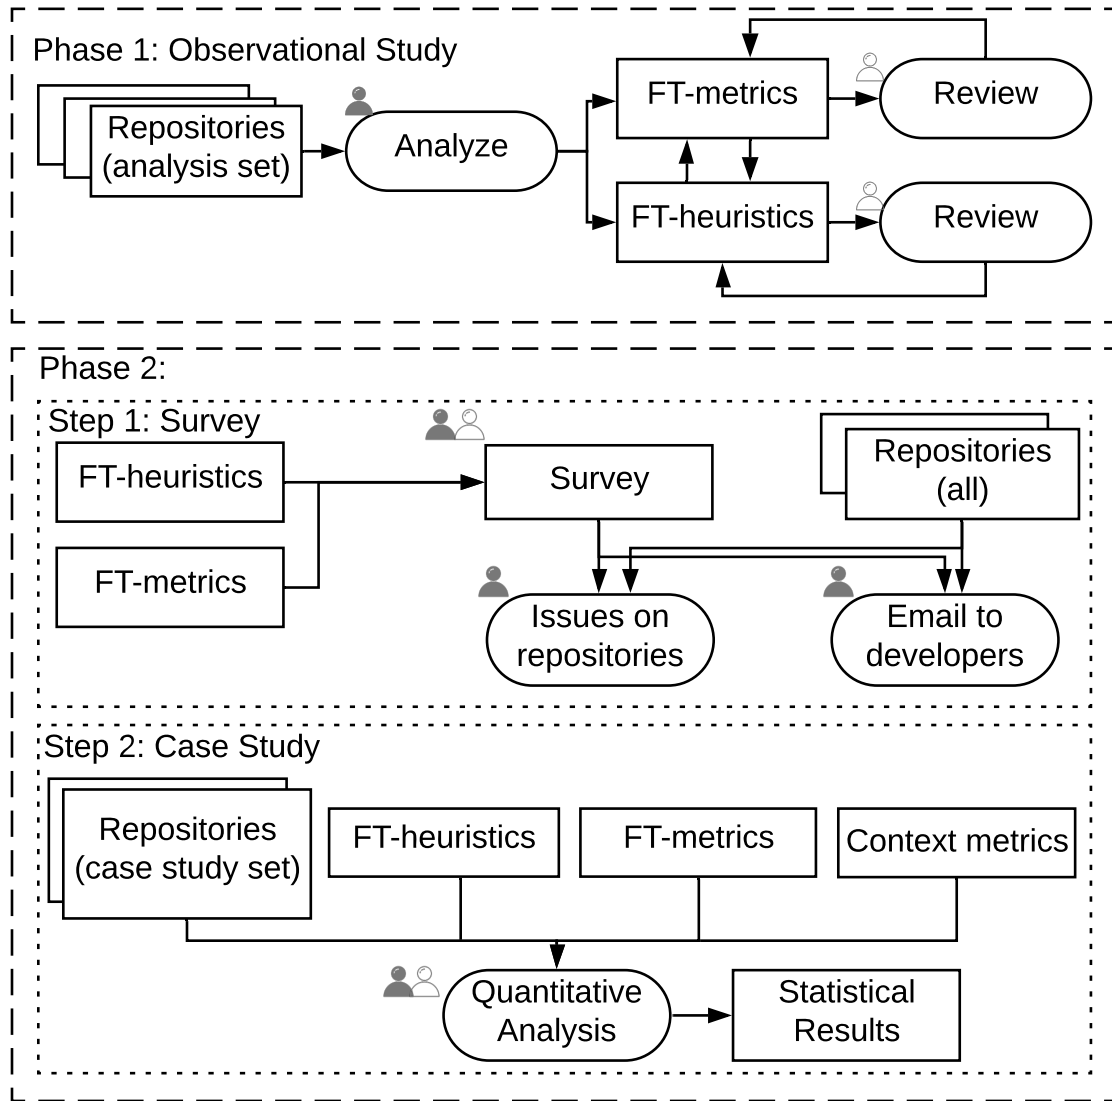 Phase 1: Observational Study
Repositories
(analysis set)
Analyze
FT-metrics
Review
FT-heuristics
Review
Phase 2:
Step 1: Survey
FT-heuristics
FT-metrics
Survey
Repositories
(all)
Issues on
repositories
Email to
developers
Step 2: Case Study
Repositories
(case study set)
FT-heuristics
FT-metrics
Context metrics
Quantitative
Analysis
Statistical
Results